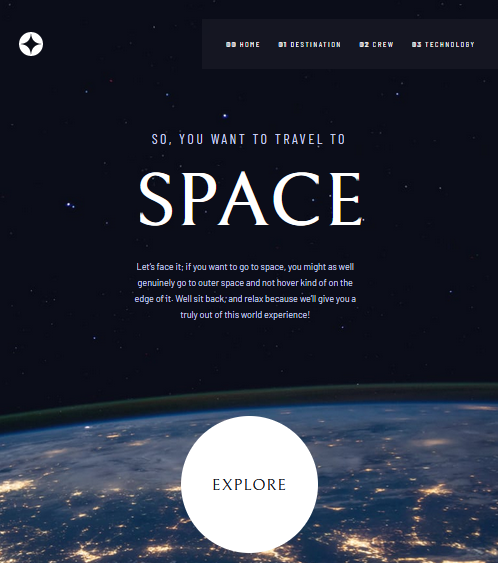 00 HOME 01 DESTINATION 02 CREW 03 TECHNOLOGY
SO, YOU WANT TO TRAVEL TO
SPACE
Let's face it; if you want to go to space, you might as well
genuinely go to outer space and not hover kind of on the
edge of it. Well sit back, and relax because we'll give you a
truly out of this world experience!
EXPLORE